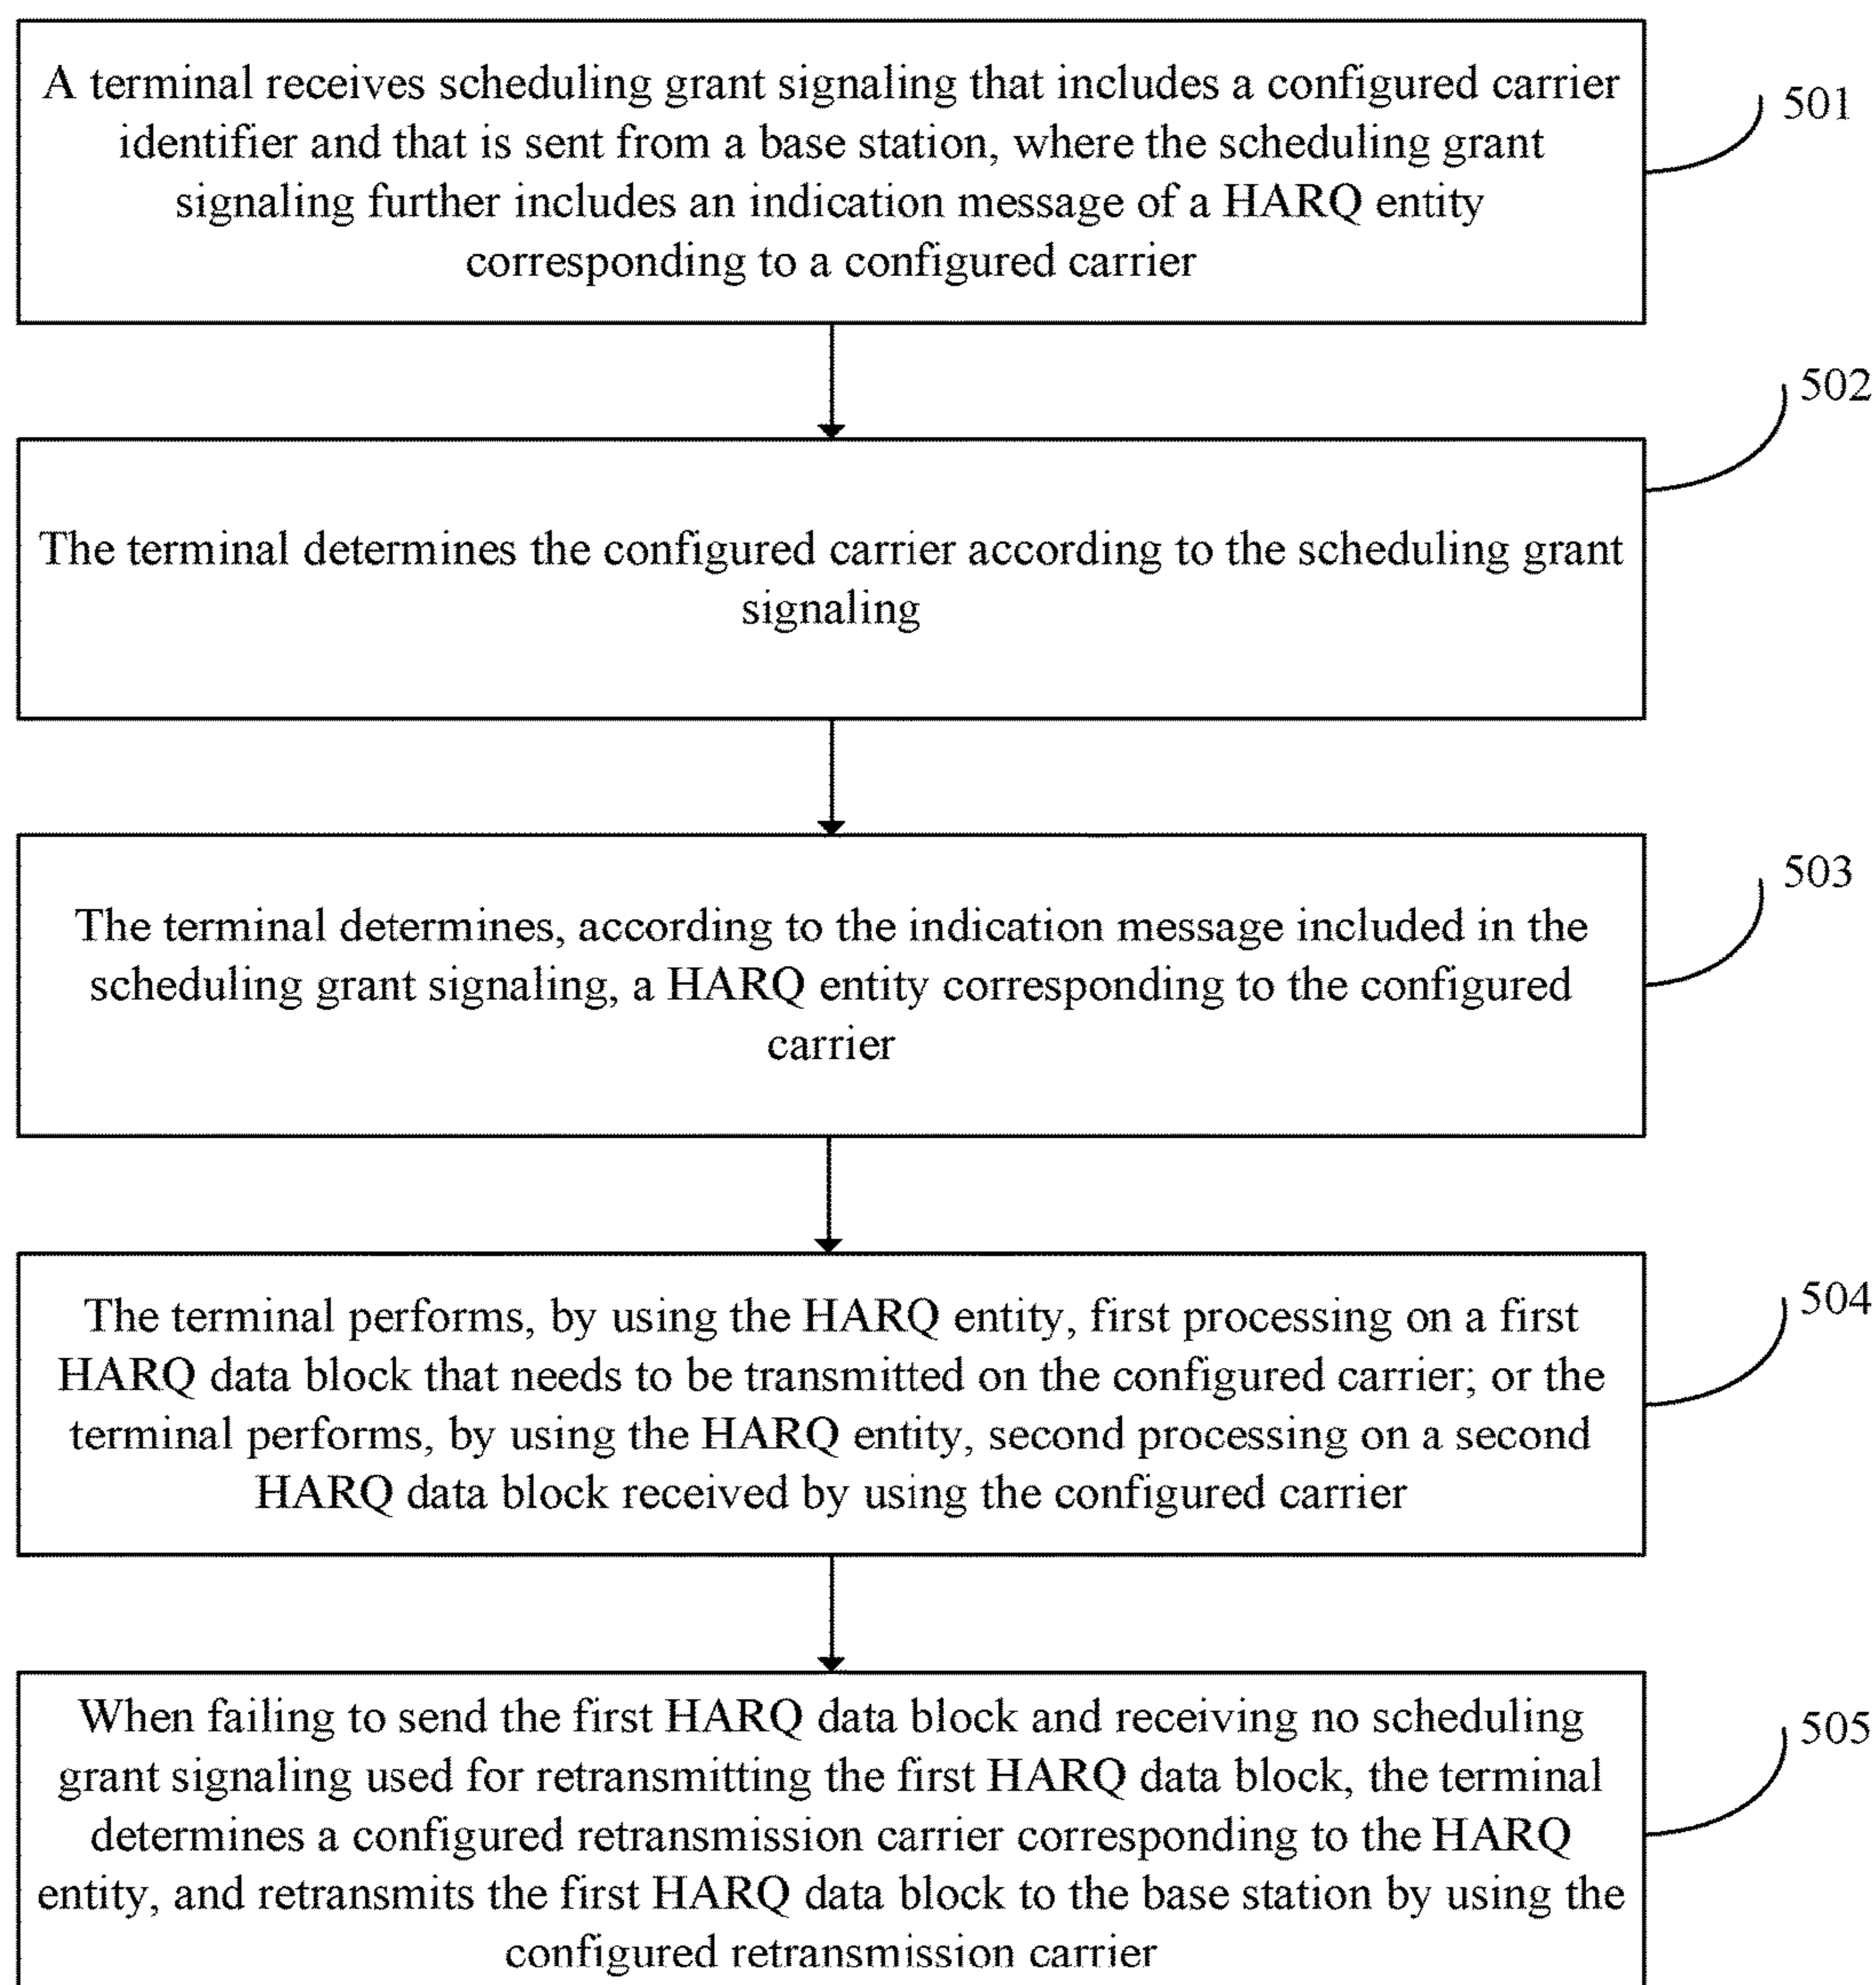 A terminal receives scheduling grant signaling that includes a configured carrier
identifier and that is sent from a base station, where the scheduling grant
signaling further includes an indication message of a HARQ entity
corresponding to a configured carrier
501
502
The terminal determines the configured carrier according to the scheduling grant
signaling
503
The terminal determines, according to the indication message included in the
scheduling grant signaling, a HARQ entity corresponding to the configured
carrier
504
The terminal performs, by using the HARQ entity, first processing on a first
HARQ data block that needs to be transmitted on the configured carrier; or the
terminal performs, by using the HARQ entity, second processing on a second
HARQ data block received by using the configured carrier
505
When failing to send the first HARQ data block and receiving no scheduling
grant signaling used for retransmitting the first HARQ data block, the terminal
determines a configured retransmission carrier corresponding to the HARQ
entity, and retransmits the first HARQ data block to the base station by using the
configured retransmission carrier